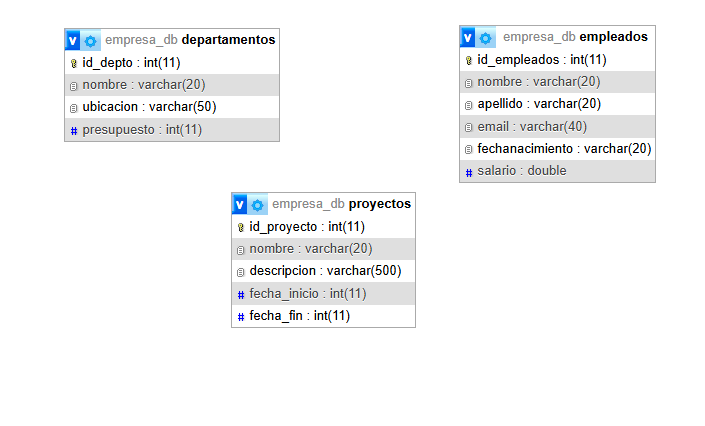 v empresa_db departamentos
id_depto : int(11)
nombre : varchar(20)
ubicacion : varchar(50)
# presupuesto : int(11)
v empresa_db empleados
id_empleados : int(11)
nombre : varchar(20)
apellido : varchar(20)
email : varchar(40)
fechanacimiento : varchar(20)
# salario : double
v empresa_db proyectos
id_proyecto : int(11)
nombre : varchar(20)
descripcion : varchar(500)
# fecha_inicio : int(11)
# fecha_fin : int(11)